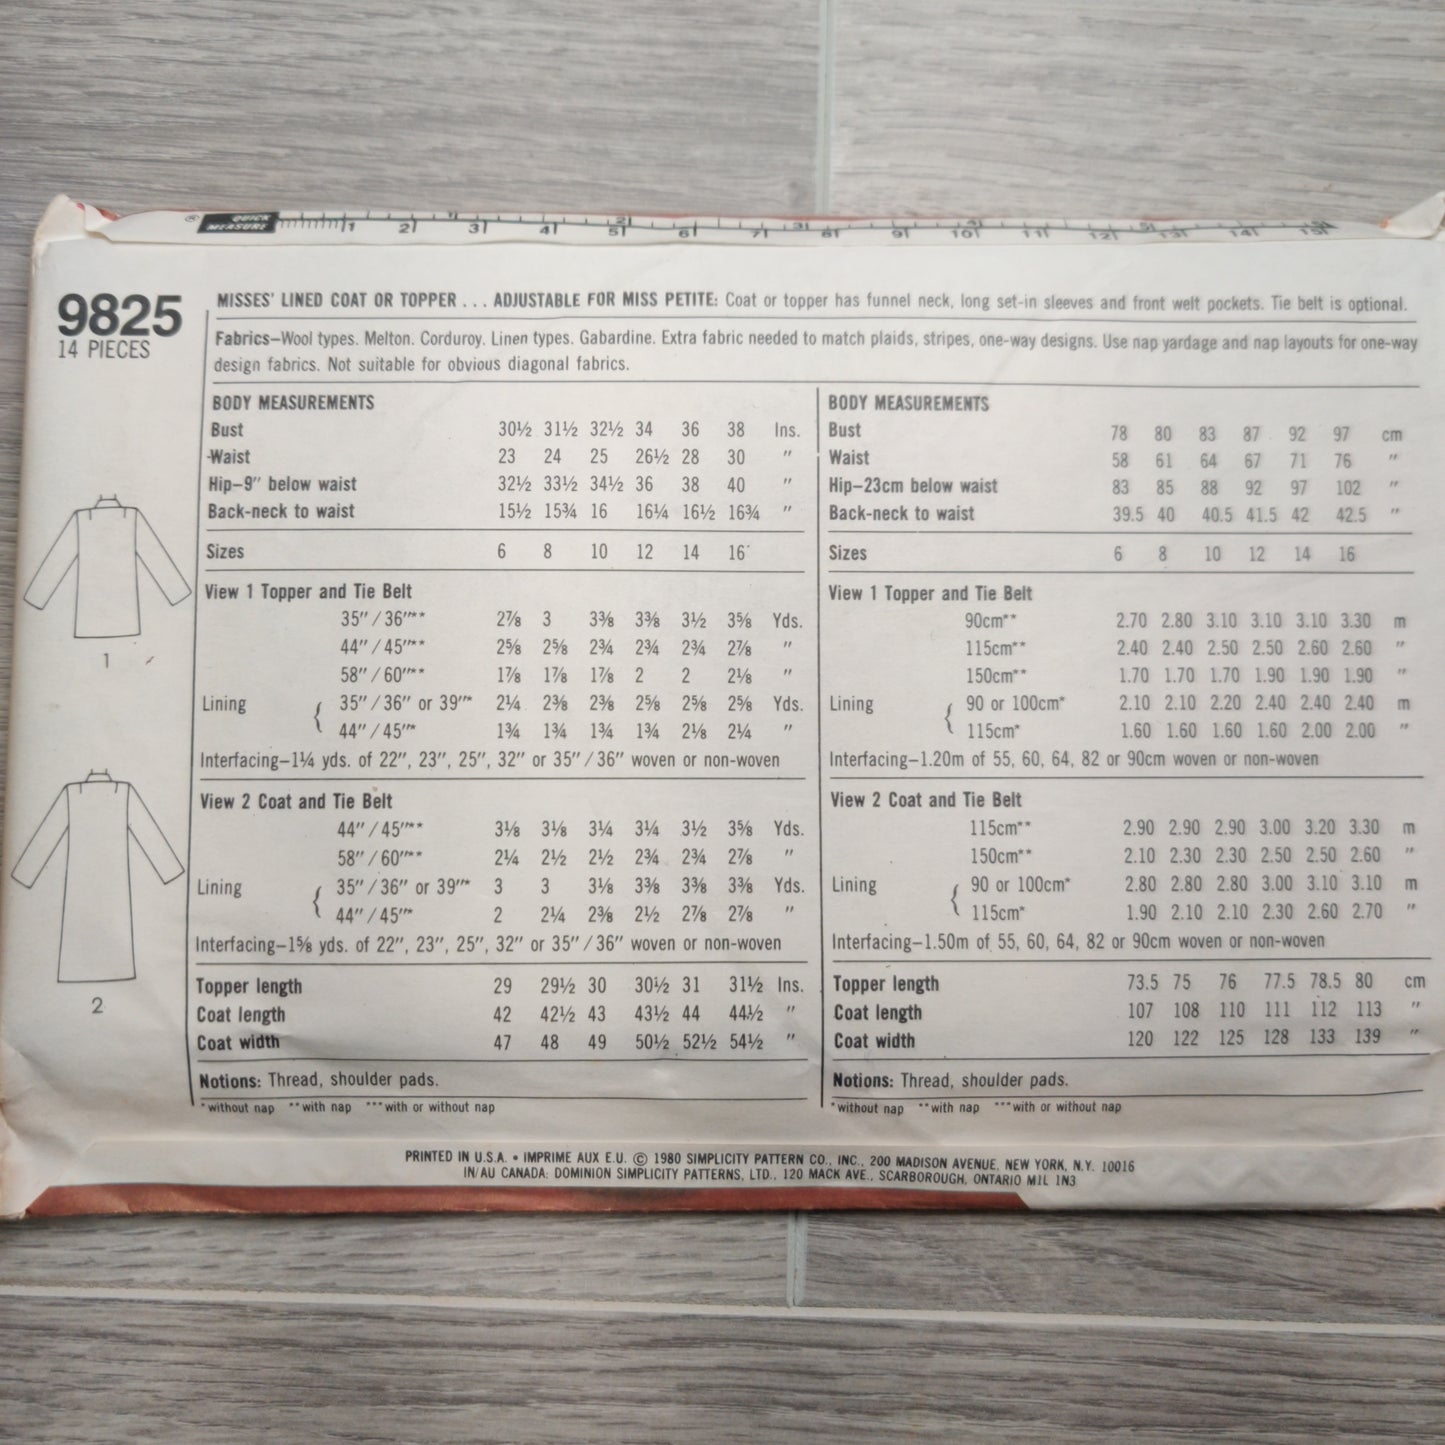 ® QUICK MEASURE 1 2 3 4 5 6 7 8 9 10 11 12 13 14 15
9825
14 PIECES
MISSES' LINED COAT OR TOPPER . . . ADJUSTABLE FOR MISS PETITE: Coat or topper has funnel neck, long set-in sleeves and front welt pockets. Tie belt is optional.
Fabrics—Wool types. Melton. Corduroy. Linen types. Gabardine. Extra fabric needed to match plaids, stripes, one-way designs. Use nap yardage and nap layouts for one-way
design fabrics. Not suitable for obvious diagonal fabrics.
BODY MEASUREMENTS
Bust 30½ 31½ 32½ 34 36 38 Ins.
Waist 23 24 25 26½ 28 30 "
Hip—9" below waist 32½ 33½ 34½ 36 38 40 "
Back-neck to waist 15½ 15¾ 16 16¼ 16½ 16¾ "
Sizes 6 8 10 12 14 16
View 1 Topper and Tie Belt
35"/36"** 2⅞ 3 3⅜ 3⅜ 3½ 3⅝ Yds.
44"/45"** 2⅝ 2⅝ 2¾ 2¾ 2¾ 2⅞ "
58"/60"** 1⅞ 1⅞ 1⅞ 2 2 2⅛ "
Lining 35"/36" or 39"* 2¼ 2⅜ 2⅜ 2⅝ 2⅝ 2⅝ Yds.
44"/45"* 1¾ 1¾ 1¾ 1¾ 2⅛ 2¼ "
Interfacing—1¼ yds. of 22", 23", 25", 32" or 35"/36" woven or non-woven
View 2 Coat and Tie Belt
44"/45"** 3⅛ 3⅛ 3¼ 3¼ 3½ 3⅝ Yds.
58"/60"** 2¼ 2½ 2½ 2¾ 2¾ 2⅞ "
Lining 35"/36" or 39"* 3 3 3⅛ 3⅜ 3⅜ 3⅜ Yds.
44"/45"* 2 2¼ 2⅜ 2½ 2⅞ 2⅞ "
Interfacing—1⅝ yds. of 22", 23", 25", 32" or 35"/36" woven or non-woven
Topper length 29 29½ 30 30½ 31 31½ Ins.
Coat length 42 42½ 43 43½ 44 44½ "
Coat width 47 48 49 50½ 52½ 54½ "
Notions: Thread, shoulder pads.
*without nap **with nap ***with or without nap
BODY MEASUREMENTS
Bust 78 80 83 87 92 97 cm
Waist 58 61 64 67 71 76 "
Hip—23cm below waist 83 85 88 92 97 102 "
Back-neck to waist 39.5 40 40.5 41.5 42 42.5 "
Sizes 6 8 10 12 14 16
View 1 Topper and Tie Belt
90cm** 2.70 2.80 3.10 3.10 3.10 3.30 m
115cm** 2.40 2.40 2.50 2.50 2.60 2.60 "
150cm** 1.70 1.70 1.70 1.90 1.90 1.90 "
Lining 90 or 100cm* 2.10 2.10 2.20 2.40 2.40 2.40 m
115cm* 1.60 1.60 1.60 1.60 2.00 2.00 "
Interfacing—1.20m of 55, 60, 64, 82 or 90cm woven or non-woven
View 2 Coat and Tie Belt
115cm** 2.90 2.90 2.90 3.00 3.20 3.30 m
150cm** 2.10 2.30 2.30 2.50 2.50 2.60 "
Lining 90 or 100cm* 2.80 2.80 2.80 3.00 3.10 3.10 m
115cm* 1.90 2.10 2.10 2.30 2.60 2.70 "
Interfacing—1.50m of 55, 60, 64, 82 or 90cm woven or non-woven
Topper length 73.5 75 76 77.5 78.5 80 cm
Coat length 107 108 110 111 112 113 "
Coat width 120 122 125 128 133 139 "
Notions: Thread, shoulder pads.
*without nap **with nap ***with or without nap
1
2
PRINTED IN U.S.A. • IMPRIME AUX E.U. © 1980 SIMPLICITY PATTERN CO., INC., 200 MADISON AVENUE, NEW YORK, N.Y. 10016
IN/AU CANADA: DOMINION SIMPLICITY PATTERNS, LTD., 120 MACK AVE., SCARBOROUGH, ONTARIO M1L 1N3